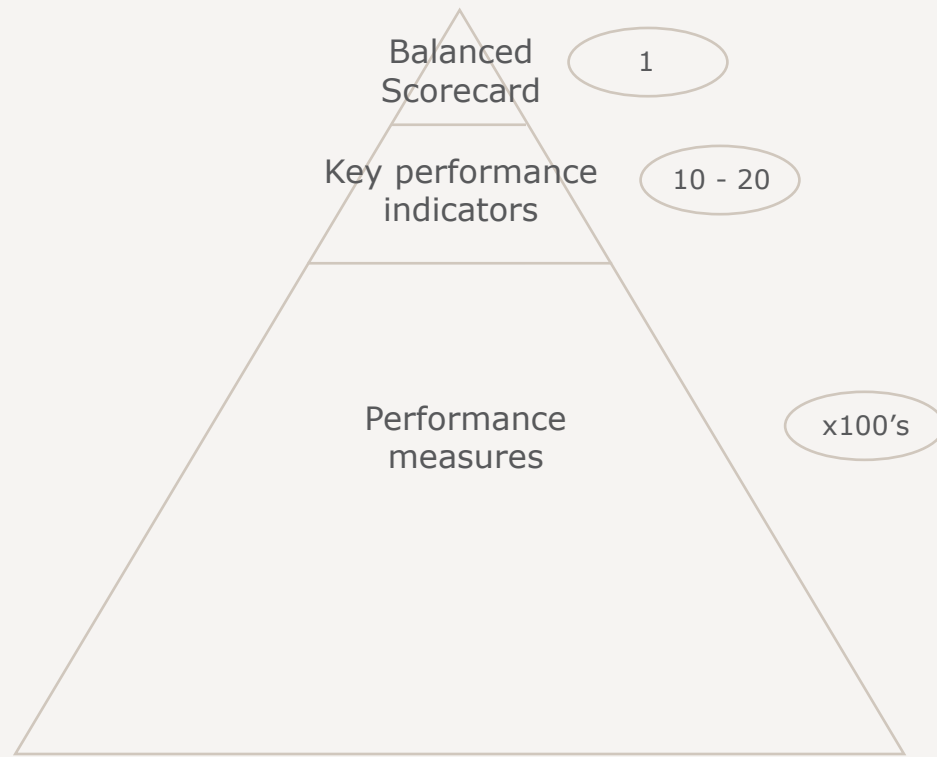 Balanced
Scorecard
1
Key performance
indicators
10 - 20
Performance
measures
x100’s